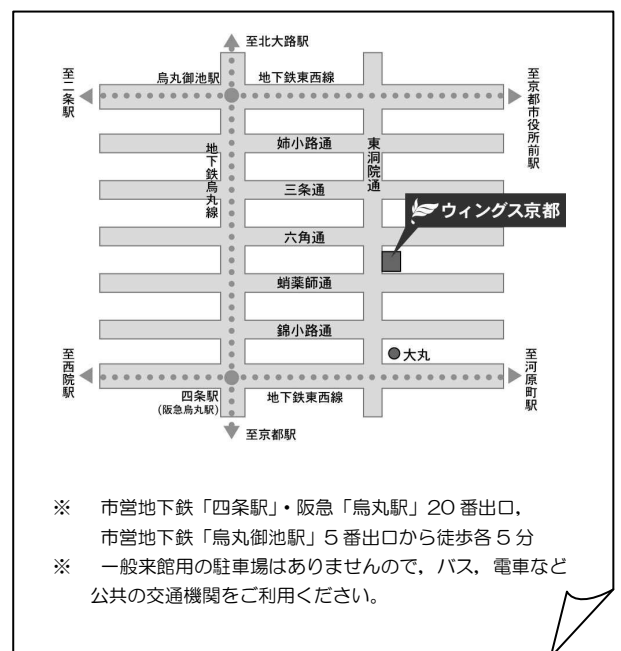 至北大路駅
烏丸御池駅
地下鉄東西線
至二条駅
至京都市役所前駅
地下鉄烏丸線
姉小路通
東洞院通
三条通
ウィングス京都
六角通
蛸薬師通
錦小路通
大丸
至西院駅
至河原町駅
四条駅
(阪急烏丸駅)
地下鉄東西線
至京都駅
※ 市営地下鉄「四条駅」・阪急「烏丸駅」20番出口，
市営地下鉄「烏丸御池駅」5番出口から徒歩各5分
※ 一般来館用の駐車場はありませんので，バス，電車など
公共の交通機関をご利用ください。